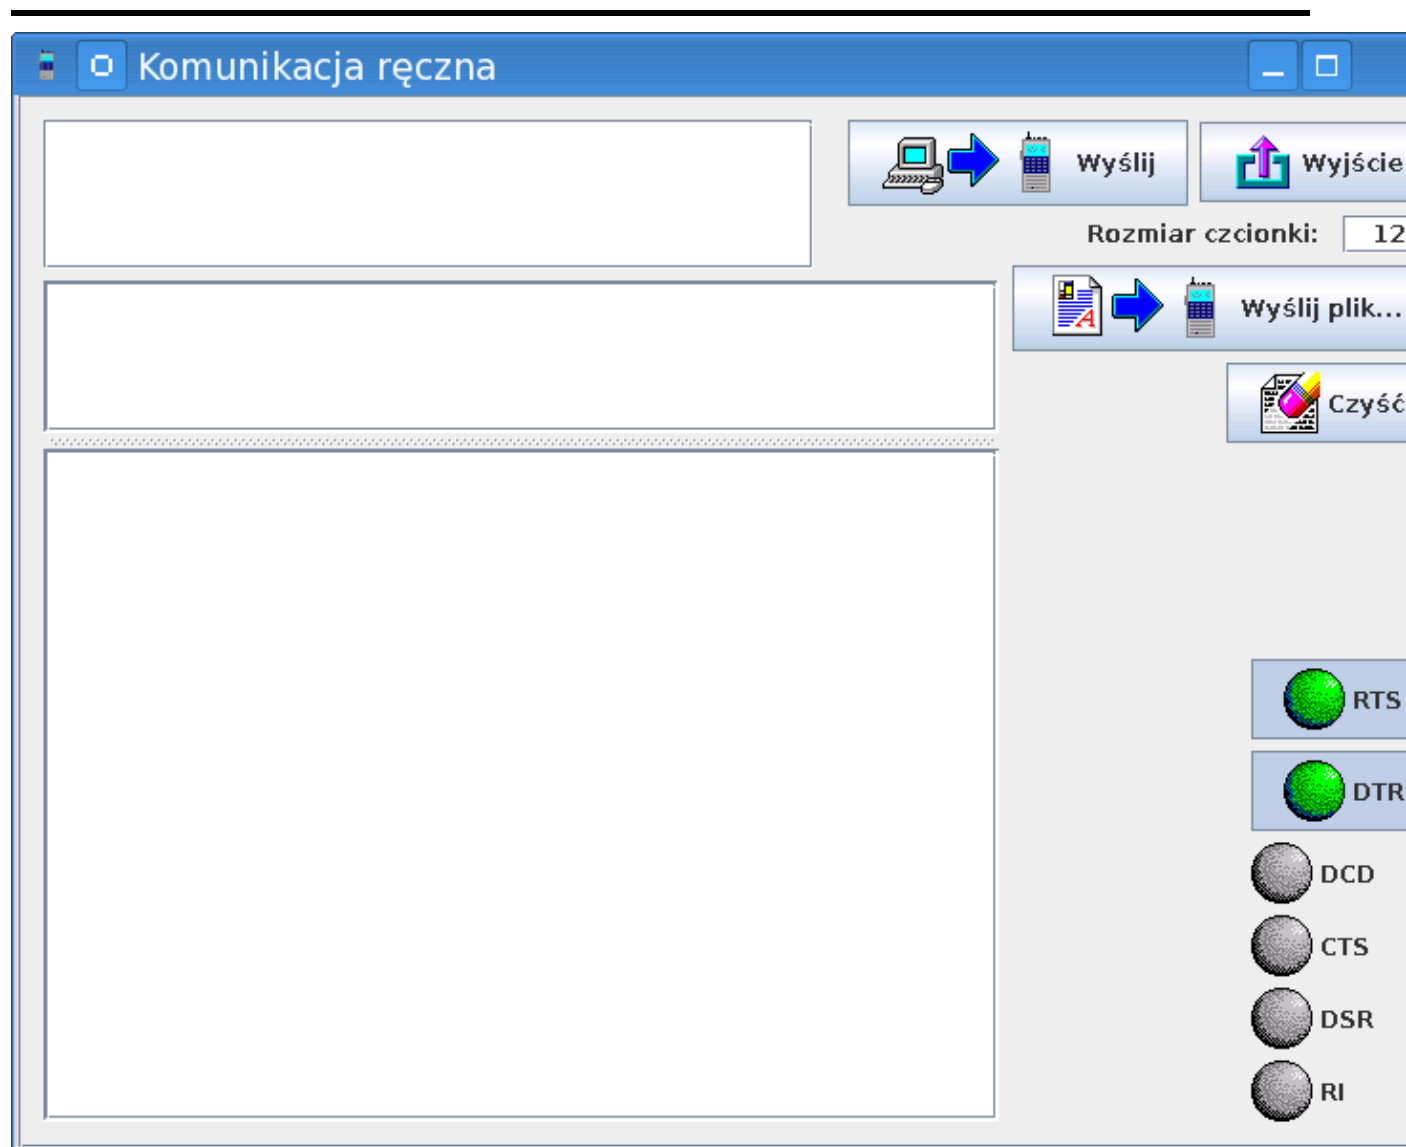 Komunikacja ręczna
Wyślij
Wyjście
Rozmiar czcionki: 12
Wyślij plik...
Czyść
RTS
DTR
DCD
CTS
DSR
RI